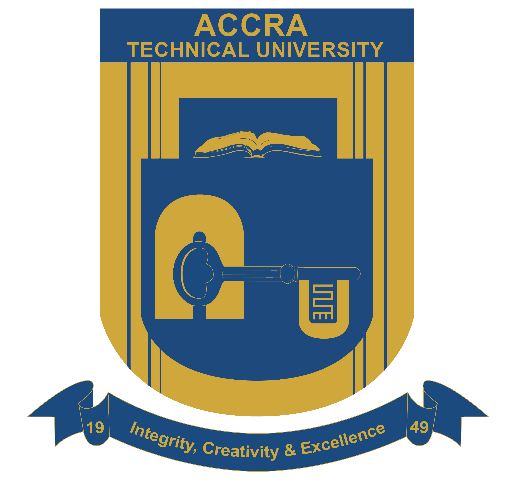 ACCRA
TECHNICAL UNIVERSITY
19
Integrity, Creativity & Excellence
49